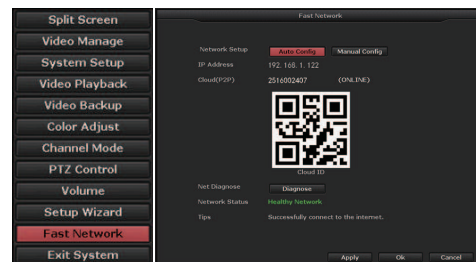 Split Screen
Video Manage
System Setup
Video Playback
Video Backup
Color Adjust
Channel Mode
PTZ Control
Volume
Setup Wizard
Fast Network
Exit System
Fast Network
Network Setup Auto Config Manual Config
IP Address 192. 168. 1. 122
Cloud(P2P) 2516002407 (ONLINE)
Cloud ID
Net Diagnose Diagnose
Network Status Healthy Network
Tips Successfully connect to the internet.
Apply Ok Cancel